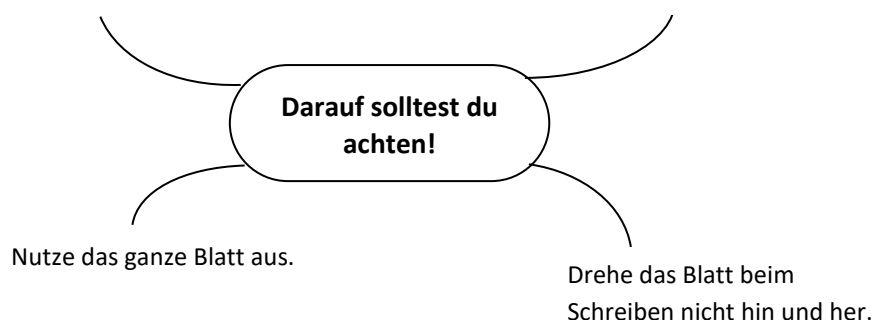 Darauf solltest du
achten!
Nutze das ganze Blatt aus.
Drehe das Blatt beim
Schreiben nicht hin und her.